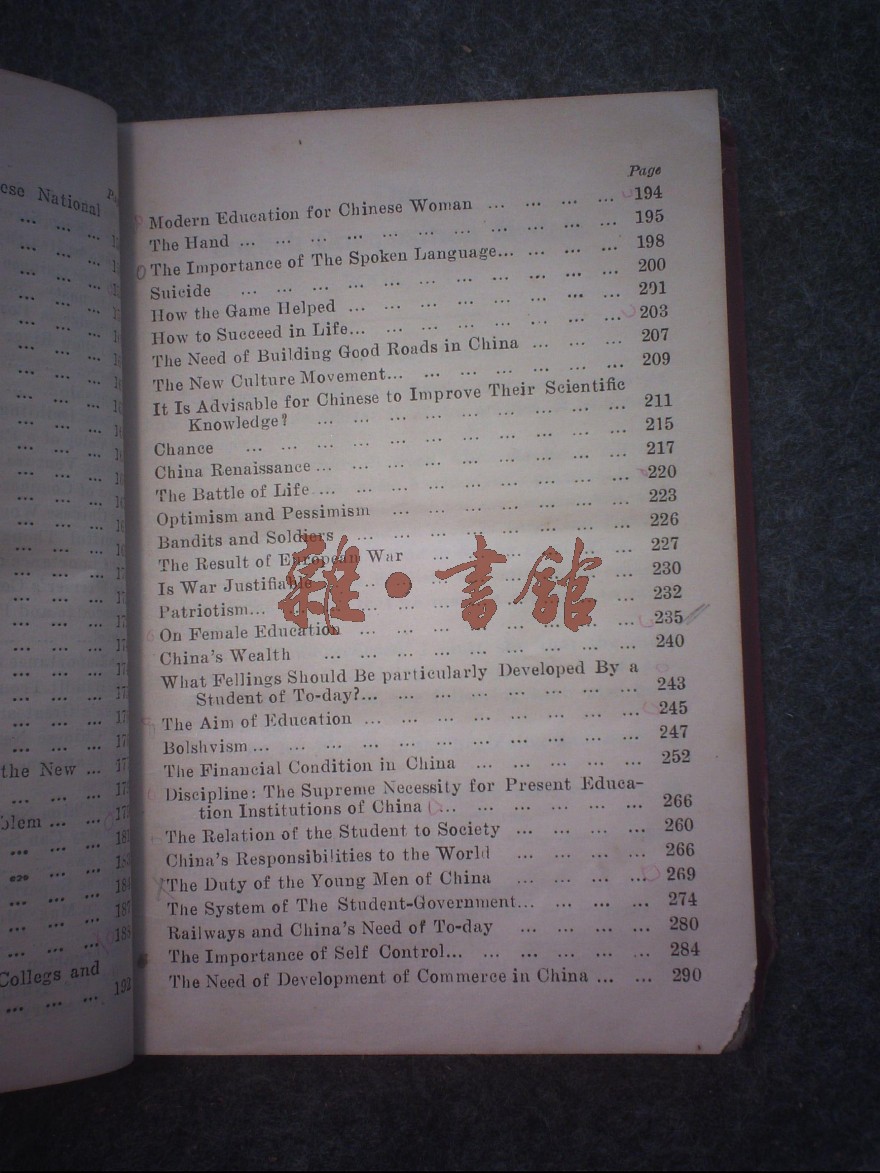 ese National
the New ...
blem ... ...
Collegs and
192
Page
Modern Education for Chinese Woman ... ... ... ... 194
The Hand ... ... ... ... ... ... ... ... ... ... ... 195
The Importance of The Spoken Language... ... ... ... 198
Suicide ... ... ... ... ... ... ... ... ... ... ... 200
How the Game Helped ... ... ... ... ... ... ... ... 201
How to Succeed in Life... ... ... ... ... ... ... ... 203
The Need of Building Good Roads in China ... ... ... 207
The New Culture Movement... ... ... ... ... ... ... 209
It Is Advisable for Chinese to Improve Their Scientific
Knowledge? ... ... ... ... ... ... ... ... ... 211
Chance ... ... ... ... ... ... ... ... ... ... ... 215
China Renaissance ... ... ... ... ... ... ... ... ... 217
The Battle of Life ... ... ... ... ... ... ... ... ... 220
Optimism and Pessimism ... ... ... ... ... ... ... 223
Bandits and Soldiers ... ... ... ... ... ... ... ... 226
The Result of European War ... ... ... ... ... ... 227
Is War Justifiable ... ... ... ... ... ... ... ... ... 230
Patriotism... ... ... ... ... ... ... ... ... ... ... 232
On Female Education ... ... ... ... ... ... ... ... 235
China's Wealth ... ... ... ... ... ... ... ... ... 240
What Fellings Should Be particularly Developed By a
Student of To-day?... ... ... ... ... ... ... ... 243
The Aim of Education ... ... ... ... ... ... ... ... 245
Bolshvism ... ... ... ... ... ... ... ... ... ... ... 247
The Financial Condition in China ... ... ... ... ... 252
Discipline: The Supreme Necessity for Present Educa-
tion Institutions of China ... ... ... ... ... ... 266
The Relation of the Student to Society ... ... ... ... 260
China's Responsibilities to the World ... ... ... ... 266
The Duty of the Young Men of China ... ... ... ... 269
The System of The Student-Government... ... ... ... 274
Railways and China's Need of To-day ... ... ... ... 280
The Importance of Self Control... ... ... ... ... ... 284
The Need of Development of Commerce in China ... ... 290
雜·書館